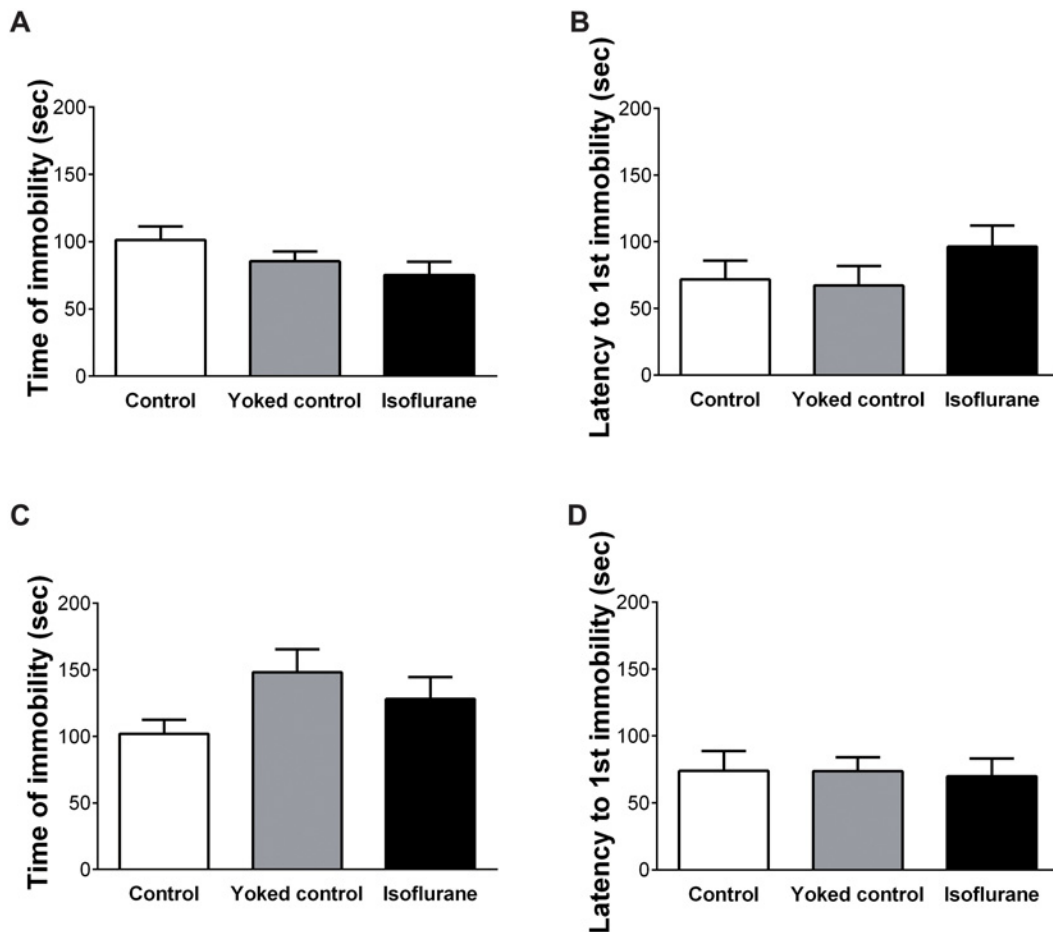 A
Time of immobility (sec)
200
150
100
50
0
Control Yoked control Isoflurane
B
Latency to 1st immobility (sec)
200
150
100
50
0
Control Yoked control Isoflurane
C
Time of immobility (sec)
200
150
100
50
0
Control Yoked control Isoflurane
D
Latency to 1st immobility (sec)
200
150
100
50
0
Control Yoked control Isoflurane